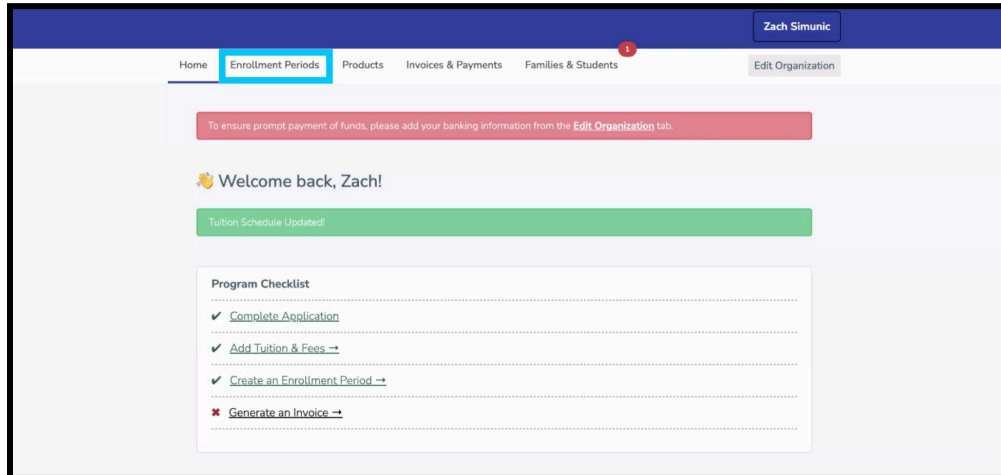 Zach Simunic
1
Home Enrollment Periods Products Invoices & Payments Families & Students Edit Organization
To ensure prompt payment of funds, please add your banking information from the Edit Organization tab.
👋 Welcome back, Zach!
Tuition Schedule Updated!
Program Checklist
✔ Complete Application
✔ Add Tuition & Fees →
✔ Create an Enrollment Period →
✖ Generate an Invoice →